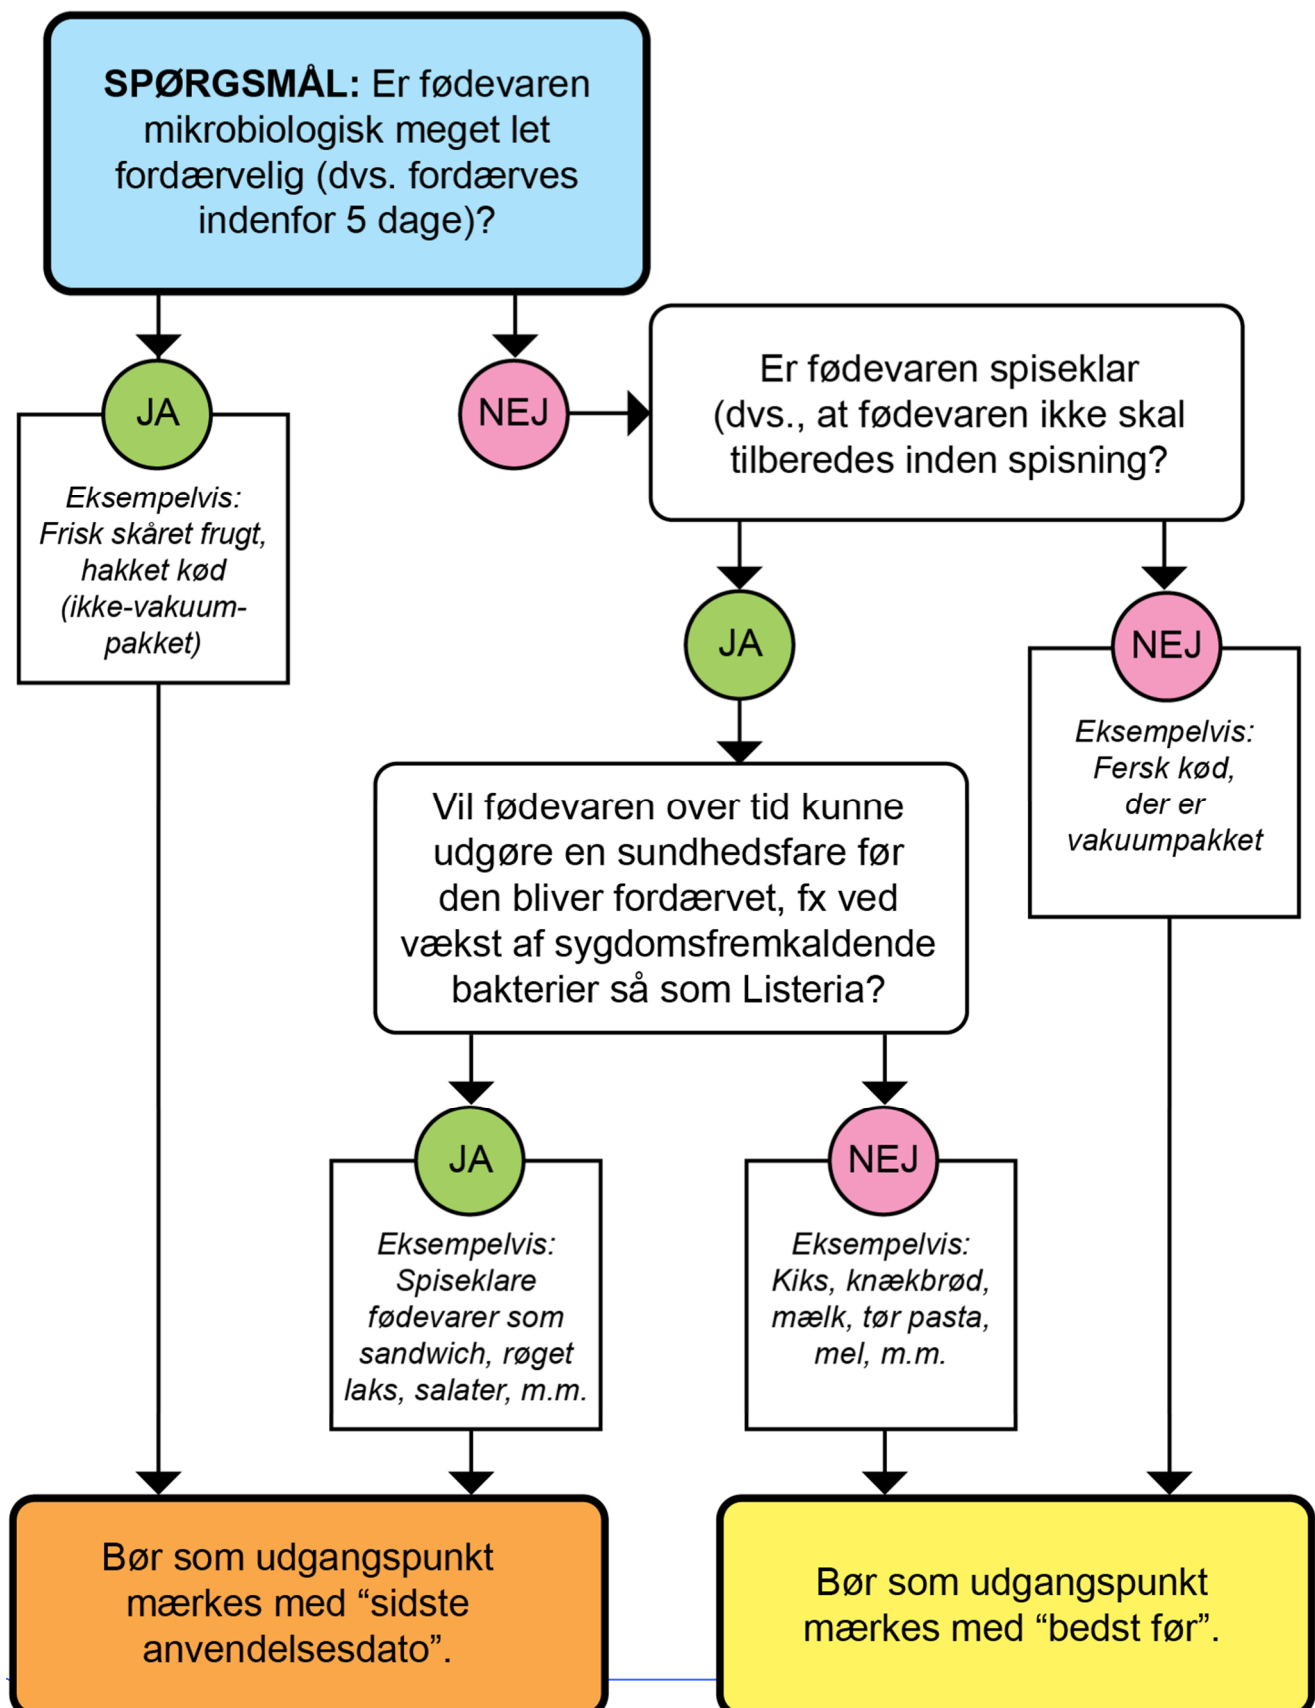 SPØRGSMÅL: Er fødevaren
mikrobiologisk meget let
fordærvelig (dvs. fordærves
indenfor 5 dage)?
JA
Eksempelvis:
Frisk skåret frugt,
hakket kød
(ikke-vakuum-
pakket)
NEJ
Er fødevaren spiseklar
(dvs., at fødevaren ikke skal
tilberedes inden spisning?
JA
NEJ
Eksempelvis:
Fersk kød,
der er
vakuumpakket
Vil fødevaren over tid kunne
udgøre en sundhedsfare før
den bliver fordærvet, fx ved
vækst af sygdomsfremkaldende
bakterier så som Listeria?
JA
Eksempelvis:
Spiseklare
fødevarer som
sandwich, røget
laks, salater, m.m.
NEJ
Eksempelvis:
Kiks, knækbrød,
mælk, tør pasta,
mel, m.m.
Bør som udgangspunkt
mærkes med “sidste
anvendelsesdato”.
Bør som udgangspunkt
mærkes med “bedst før”.